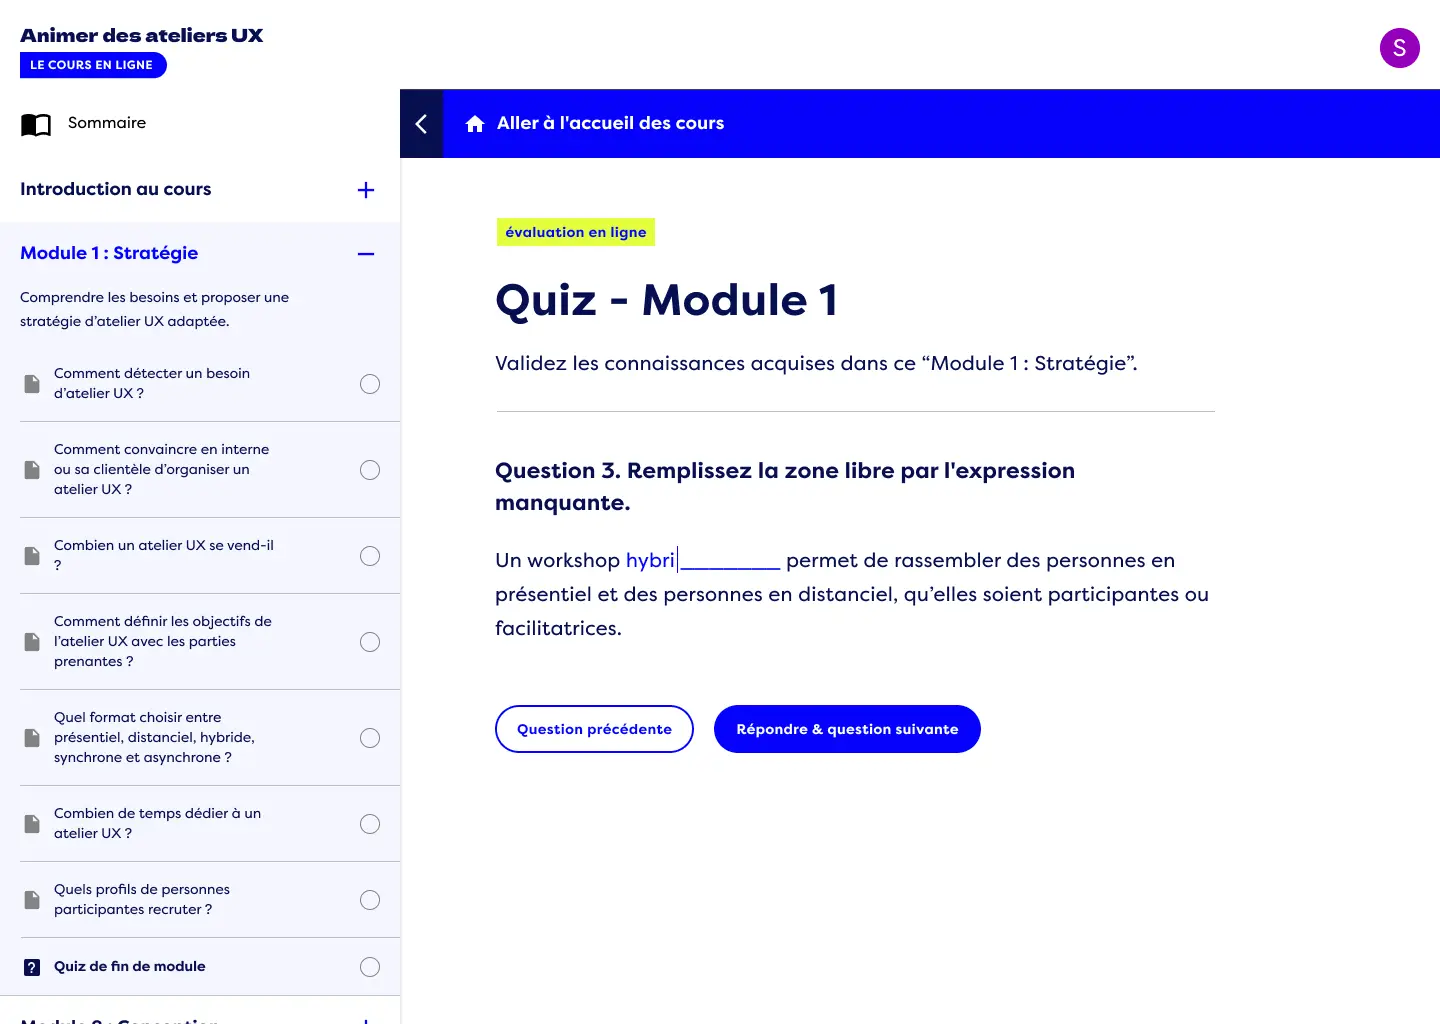 Animer des ateliers UX
LE COURS EN LIGNE
S
Sommaire
Aller à l'accueil des cours
Introduction au cours
Module 1 : Stratégie
Comprendre les besoins et proposer une
stratégie d’atelier UX adaptée.
Comment détecter un besoin
d’atelier UX ?
Comment convaincre en interne
ou sa clientèle d’organiser un
atelier UX ?
Combien un atelier UX se vend-il
?
Comment définir les objectifs de
l’atelier UX avec les parties
prenantes ?
Quel format choisir entre
présentiel, distanciel, hybride,
synchrone et asynchrone ?
Combien de temps dédier à un
atelier UX ?
Quels profils de personnes
participantes recruter ?
Quiz de fin de module
Module 2 : Conception
évaluation en ligne
Quiz - Module 1
Validez les connaissances acquises dans ce “Module 1 : Stratégie”.
Question 3. Remplissez la zone libre par l'expression
manquante.
Un workshop hybri|_________ permet de rassembler des personnes en
présentiel et des personnes en distanciel, qu’elles soient participantes ou
facilitatrices.
Question précédente
Répondre & question suivante